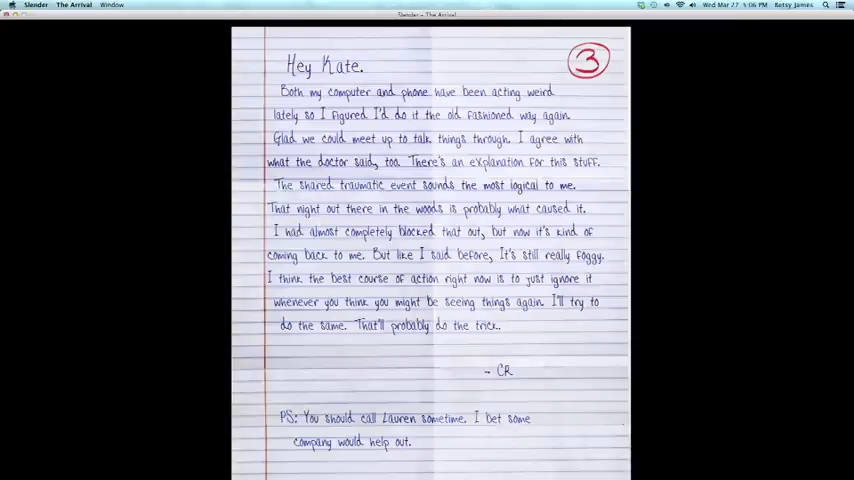 Slender The Arrival Window
Wed Mar 27 5:06 PM Betsy James
Slender - The Arrival
Hey Kate.
3
Both my computer and phone have been acting weird
lately so I figured I'd do it the old fashioned way again.
Glad we could meet up to talk things through. I agree with
what the doctor said, too. There's an explanation for this stuff.
The shared traumatic event sounds the most logical to me.
That night out there in the woods is probably what caused it.
I had almost completely blocked that out, but now it's kind of
coming back to me. But like I said before, It's still really foggy.
I think the best course of action right now is to just ignore it
whenever you think you might be seeing things again. I'll try to
do the same. That'll probably do the trick.
- CR
PS: You should call Lauren sometime. I bet some
company would help out.